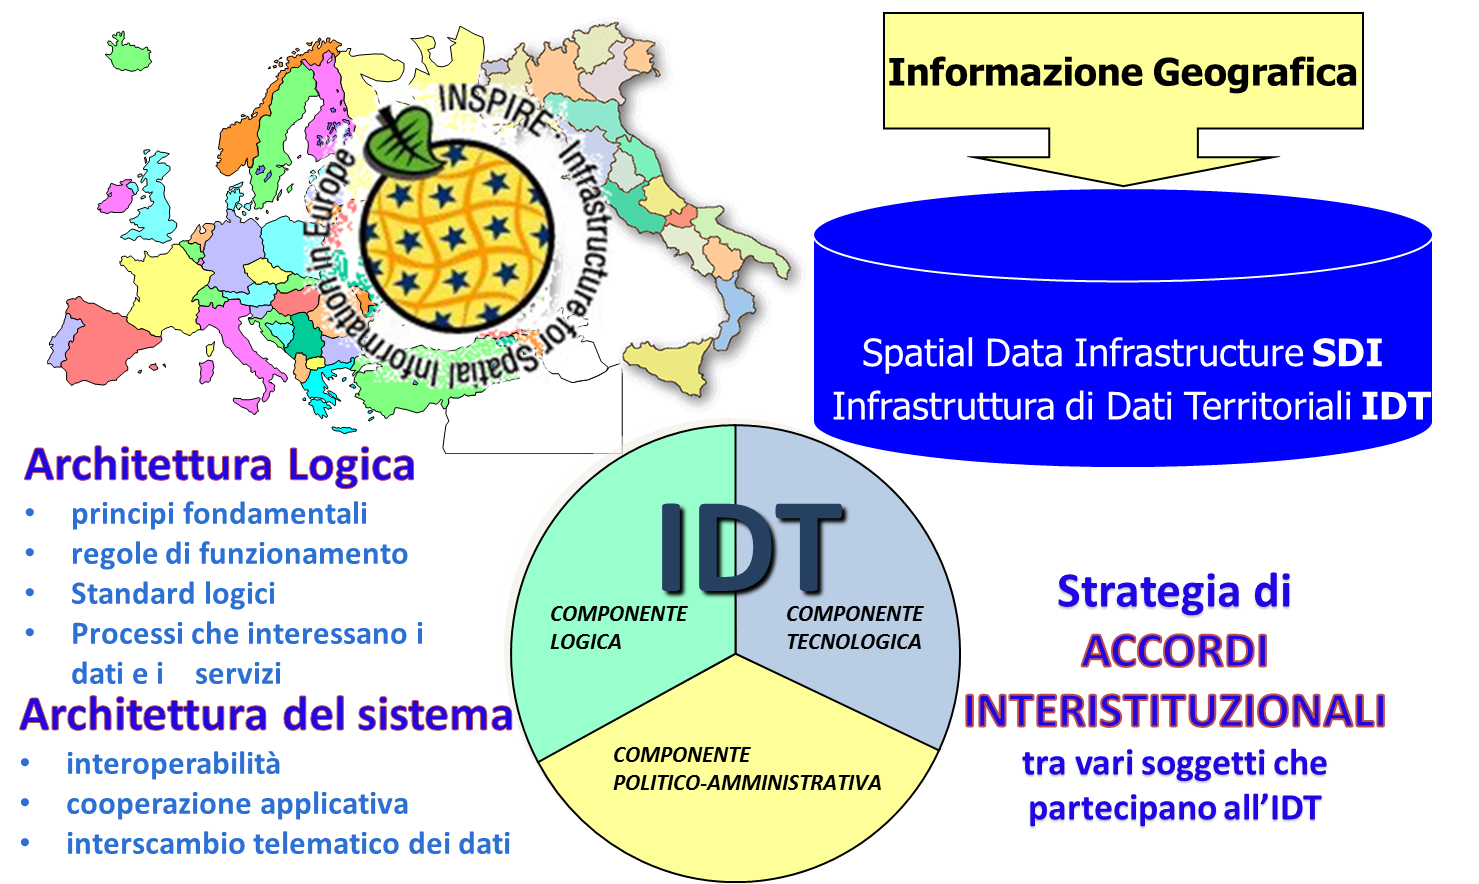 INSPIRE · Infrastructure for Spatial Information in Europe
Informazione Geografica
Spatial Data Infrastructure SDI
Infrastruttura di Dati Territoriali IDT
Architettura Logica
• principi fondamentali
• regole di funzionamento
• Standard logici
• Processi che interessano i
dati e i servizi
Architettura del sistema
• interoperabilità
• cooperazione applicativa
• interscambio telematico dei dati
IDT
COMPONENTE
LOGICA
COMPONENTE
TECNOLOGICA
COMPONENTE
POLITICO-AMMINISTRATIVA
Strategia di
ACCORDI
INTERISTITUZIONALI
tra vari soggetti che
partecipano all’IDT